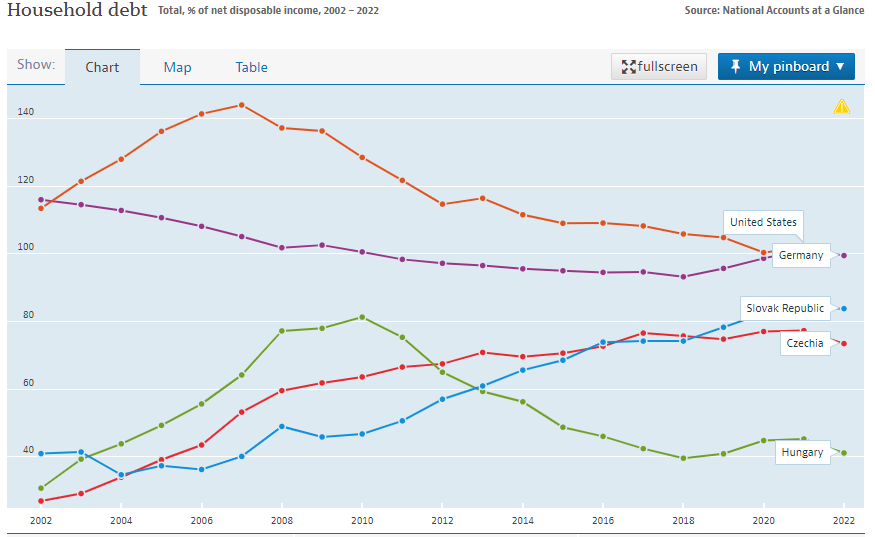 Household debt Total, % of net disposable income, 2002 – 2022 Source: National Accounts at a Glance
Show: Chart Map Table fullscreen My pinboard ▼
140
120
100
80
60
40
United States
Germany
Slovak Republic
Czechia
Hungary
2002 2004 2006 2008 2010 2012 2014 2016 2018 2020 2022